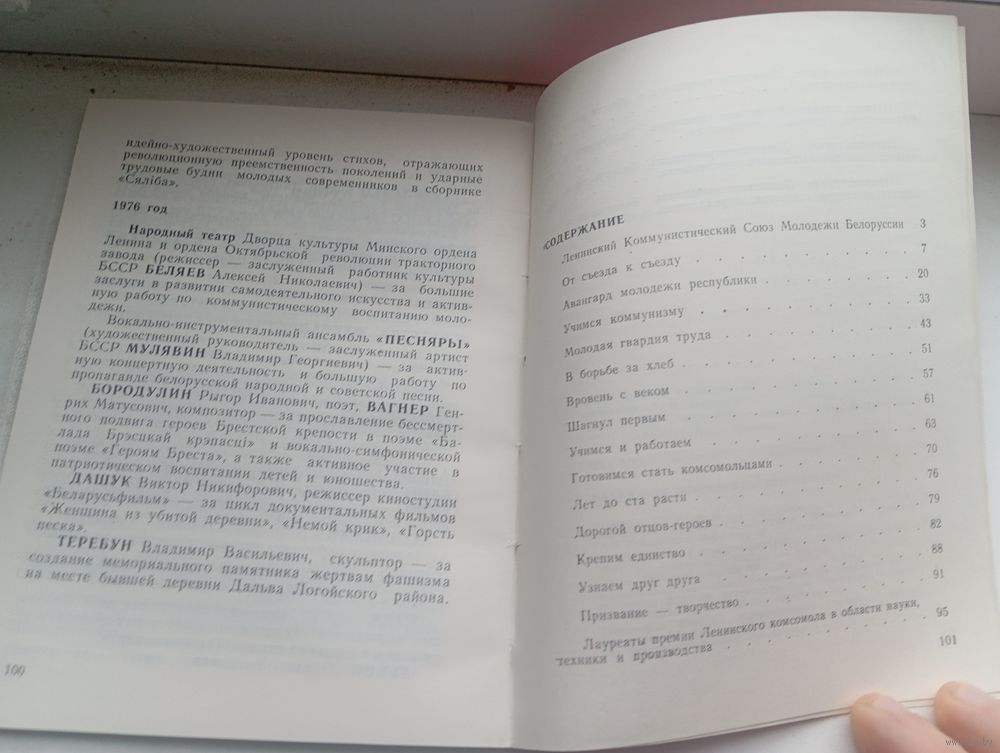 идейно-художественный уровень стихов, отражающих
революционную преемственность поколений и ударные
трудовые будни молодых современников в сборнике
«Сяліба».
1976 год
Народный театр Дворца культуры Минского ордена
Ленина и ордена Октябрьской революции тракторного
завода (режиссер — заслуженный работник культуры
БССР БЕЛЯЕВ Алексей Николаевич) — за большие
заслуги в развитии самодеятельного искусства и актив-
ную работу по коммунистическому воспитанию моло-
дежи.
Вокально-инструментальный ансамбль «ПЕСНЯРЫ»
(художественный руководитель — заслуженный артист
БССР МУЛЯВИН Владимир Георгиевич) — за актив-
ную концертную деятельность и большую работу по
пропаганде белорусской народной и советской песни.
БОРОДУЛИН Рыгор Иванович, поэт, ВАГНЕР Ген-
рих Матусович, композитор — за прославление бессмерт-
ного подвига героев Брестской крепости в поэме «Ба-
лада Брэсцкай крэпасці» и вокально-симфонической
поэме «Героям Бреста», а также активное участие в
патриотическом воспитании детей и юношества.
ДАШУК Виктор Никифорович, режиссер киностудии
«Беларусьфильм» — за цикл документальных фильмов
«Женщина из убитой деревни», «Немой крик», «Горсть
песка».
ТЕРЕБУН Владимир Васильевич, скульптор — за
создание мемориального памятника жертвам фашизма
на месте бывшей деревни Дальва Логойского района.
100
СОДЕРЖАНИЕ
Ленинский Коммунистический Союз Молодежи Белоруссии 3
От съезда к съезду . . . . . . . . . 7
Авангард молодежи республики . . . . . . 20
Учимся коммунизму . . . . . . . . . 33
Молодая гвардия труда . . . . . . . . 43
В борьбе за хлеб . . . . . . . . . . 51
Вровень с веком . . . . . . . . . . 57
Шагнул первым . . . . . . . . . . 61
Учимся и работаем . . . . . . . . . 63
Готовимся стать комсомольцами . . . . . . 70
Лет до ста расти . . . . . . . . . . 76
Дорогой отцов-героев . . . . . . . . . 79
Крепим единство . . . . . . . . . . 82
Узнаем друг друга . . . . . . . . . 88
Призвание — творчество . . . . . . . . 91
Лауреаты премии Ленинского комсомола в области науки, 95
техники и производства . . . . . . . . 101